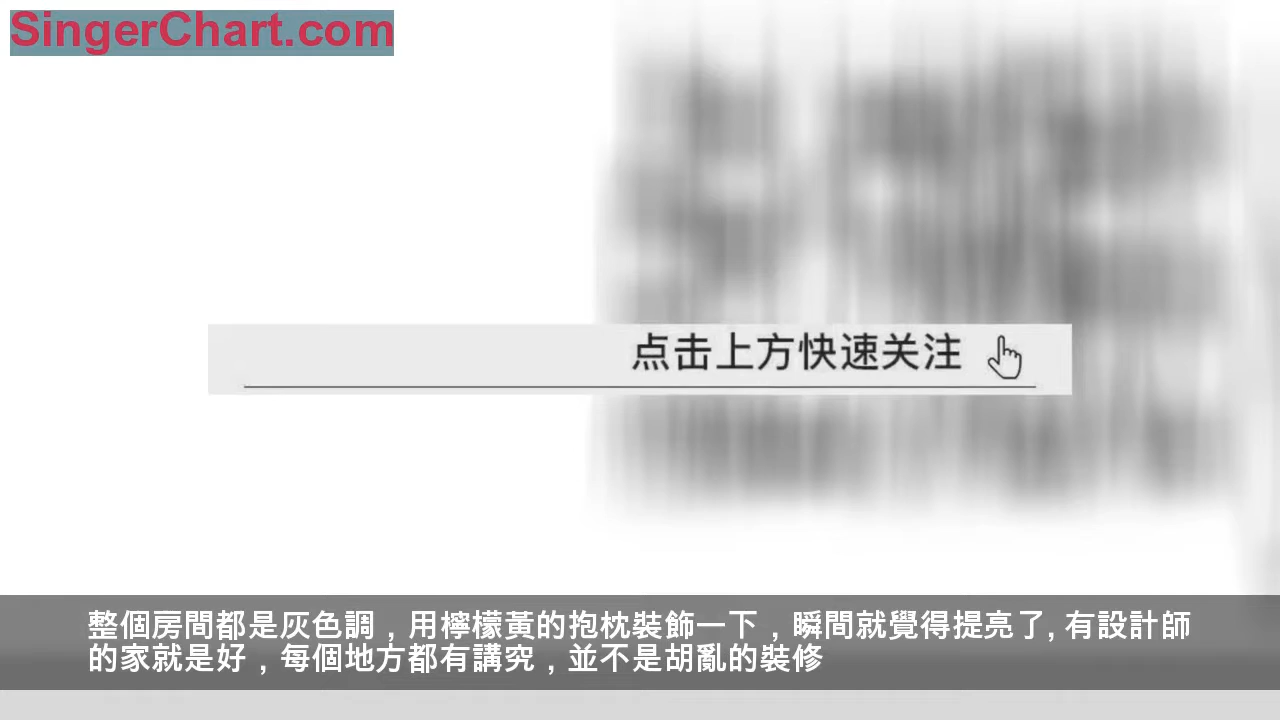 SingerChart.com
点击上方快速关注
整個房間都是灰色調，用檸檬黃的抱枕裝飾一下，瞬間就覺得提亮了, 有設計師
的家就是好，每個地方都有講究，並不是胡亂的裝修